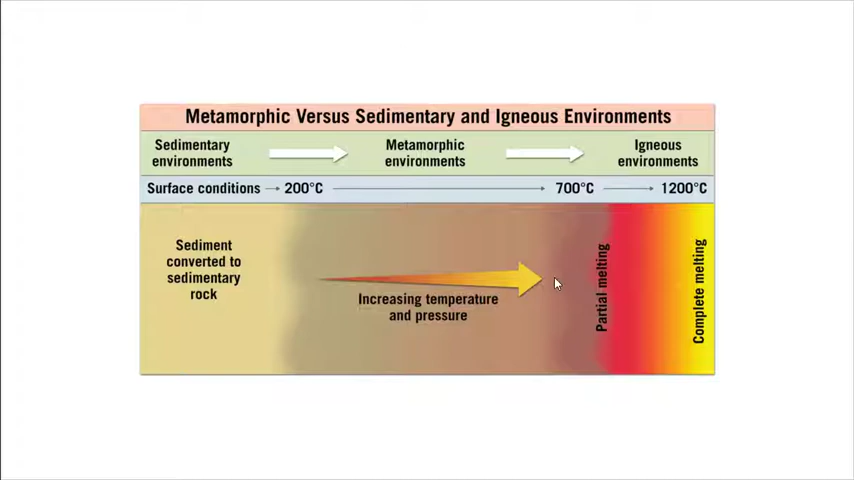 Metamorphic Versus Sedimentary and Igneous Environments
Sedimentary
environments
Metamorphic
environments
Igneous
environments
Surface conditions 200°C 700°C 1200°C
Sediment
converted to
sedimentary
rock
Increasing temperature
and pressure
Partial melting
Complete melting